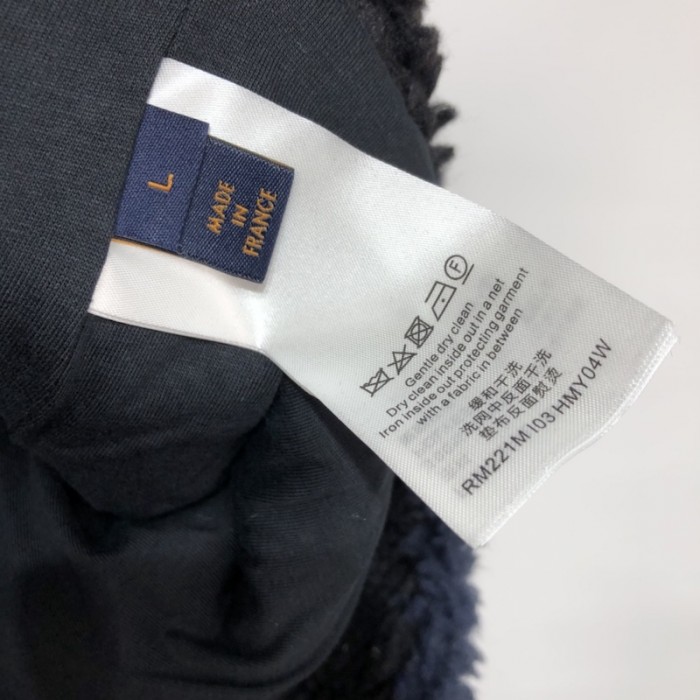 L
MADE
IN
FRANCE
F
Gentle dry clean
Dry clean inside out in a net
Iron inside out protecting garment
with a fabric in between
缓和干洗
洗网中反面干洗
垫布反面熨烫
RM221M I03 HMY04W